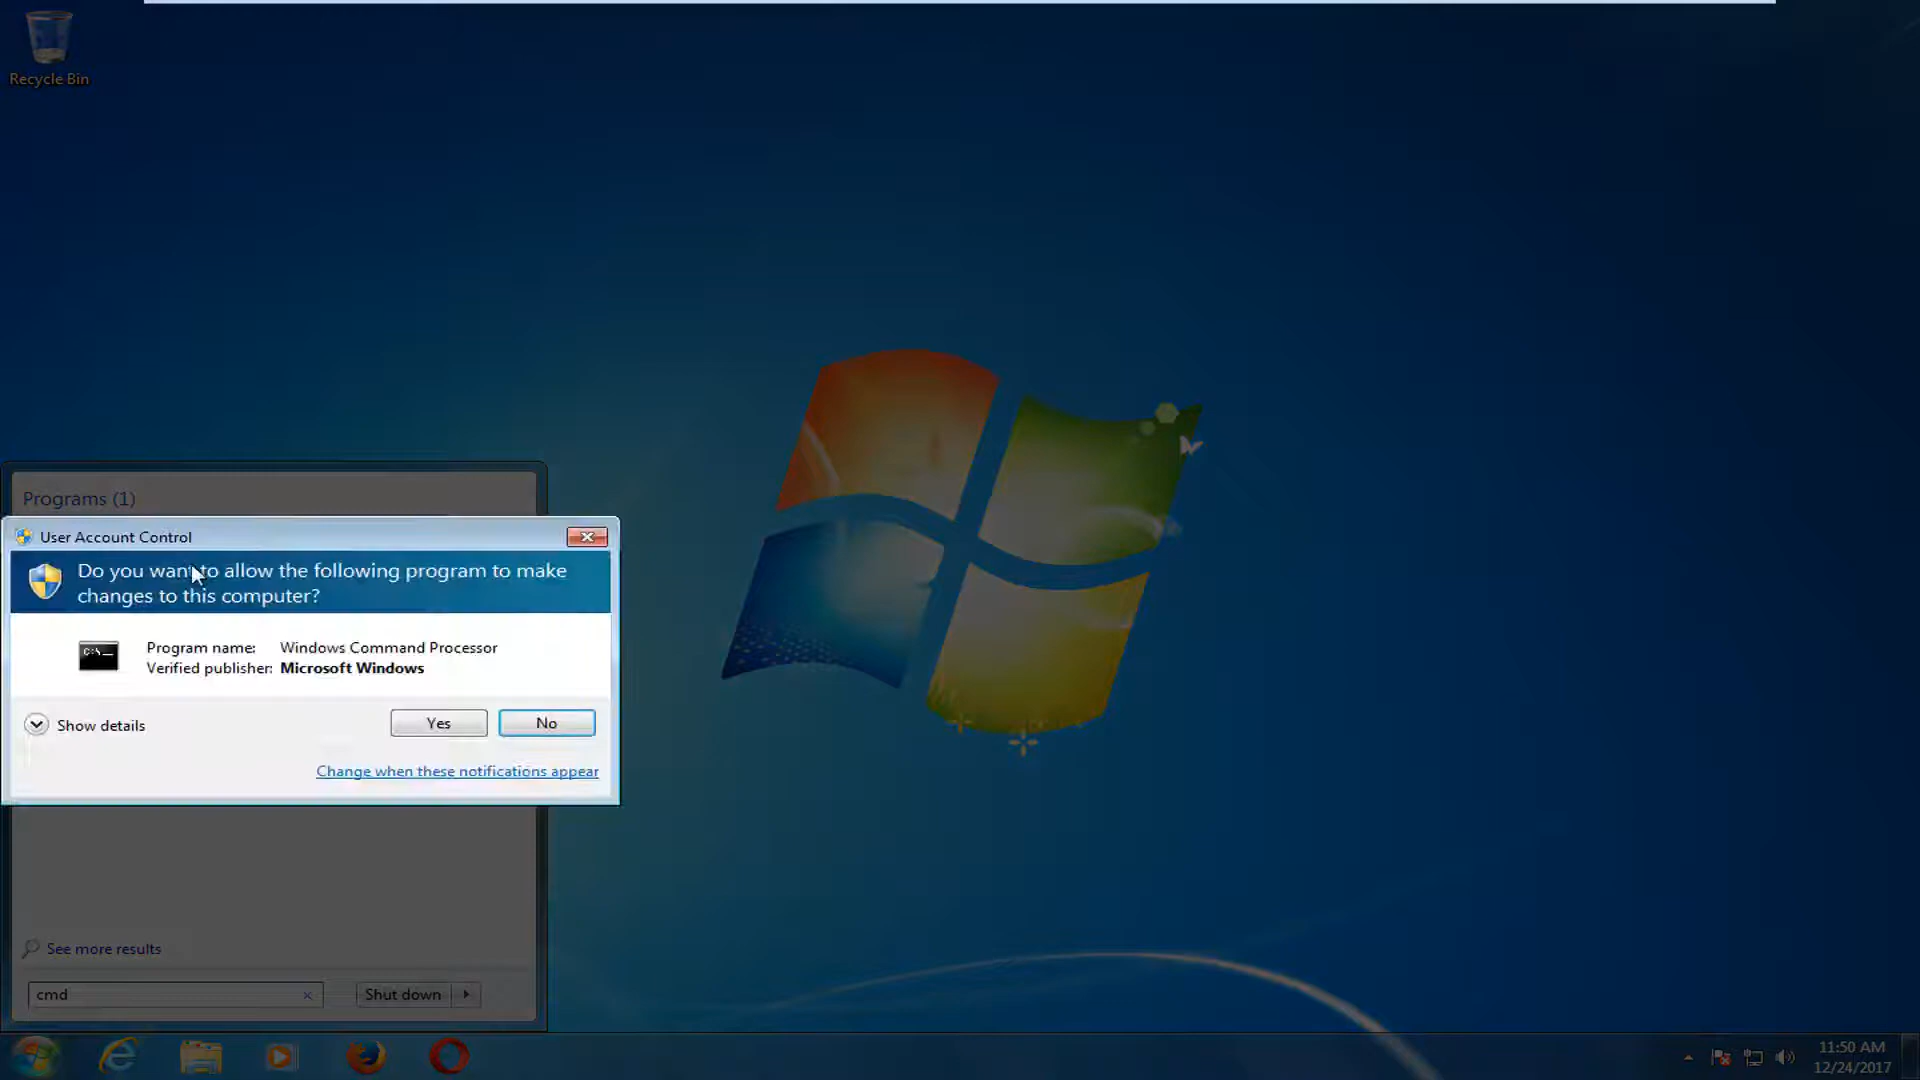 Recycle Bin
Programs (1)
User Account Control
Do you want to allow the following program to make
changes to this computer?
C:\_
Program name: Windows Command Processor
Verified publisher: Microsoft Windows
Show details
Yes
No
Change when these notifications appear
See more results
cmd
Shut down
11:50 AM
12/24/2017